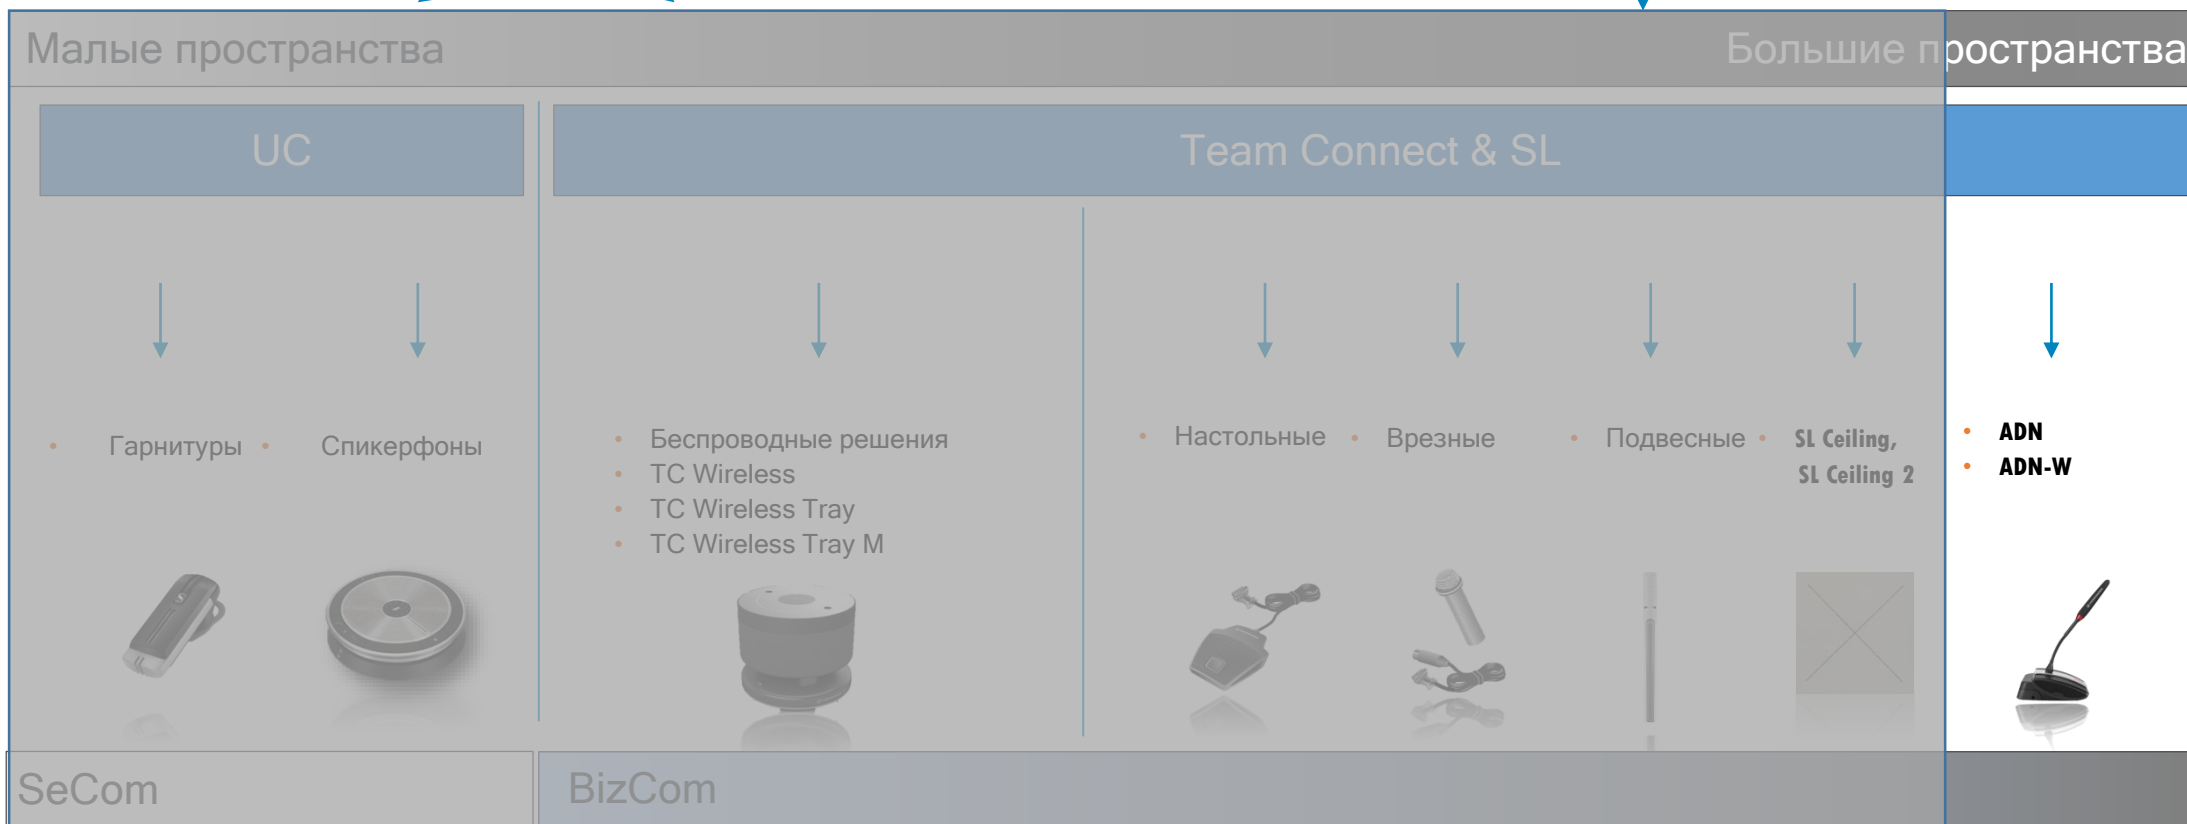 Малые пространства
Большие пространства
UC
Team Connect & SL
• Гарнитуры
• Спикерфоны
• Беспроводные решения
• TC Wireless
• TC Wireless Tray
• TC Wireless Tray M
• Настольные
• Врезные
• Подвесные
• SL Ceiling,
SL Ceiling 2
• ADN
• ADN-W
SeCom
BizCom